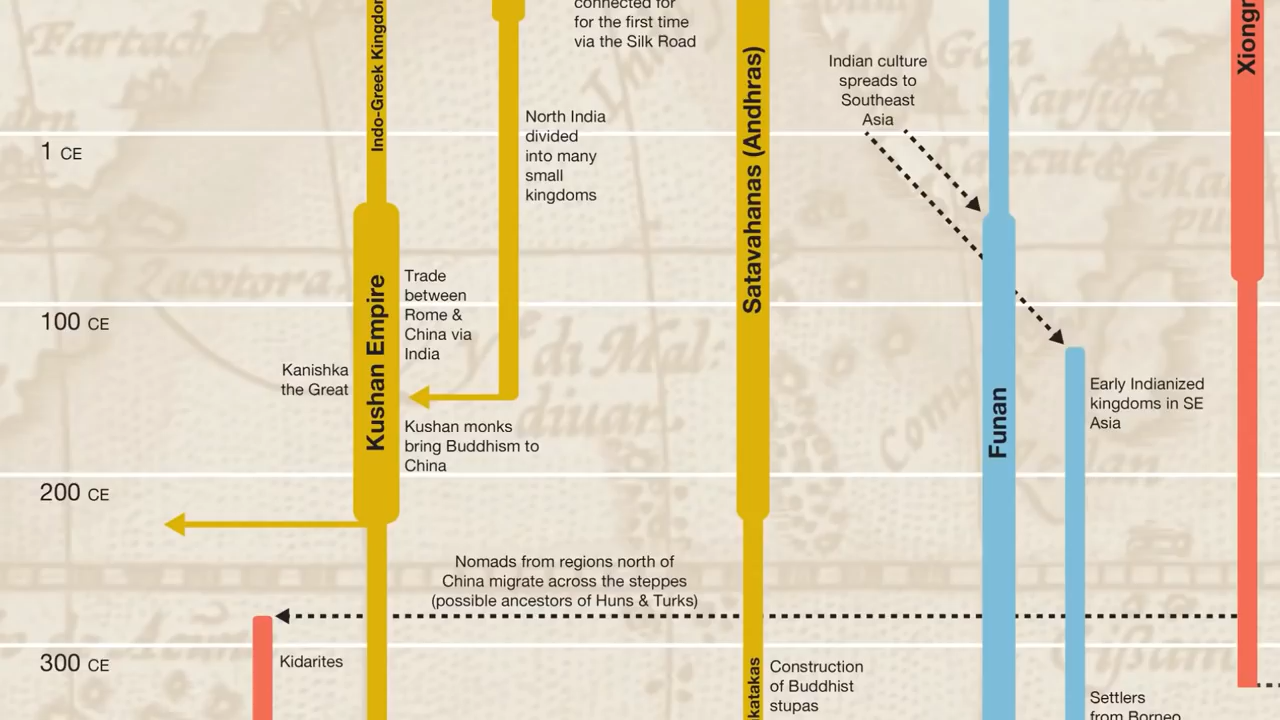 connected for
for the first time
via the Silk Road
Indo-Greek Kingdom
Satavahanas (Andhras)
Indian culture
spreads to
Southeast
Asia
North India
divided
into many
small
kingdoms
1 CE
Trade
between
Rome &
China via
India
100 CE
Kushan Empire
Kanishka
the Great
Early Indianized
kingdoms in SE
Asia
Funan
Kushan monks
bring Buddhism to
China
200 CE
Nomads from regions north of
China migrate across the steppes
(possible ancestors of Huns & Turks)
300 CE
Kidarites
Construction
of Buddhist
stupas
Settlers
from Borneo